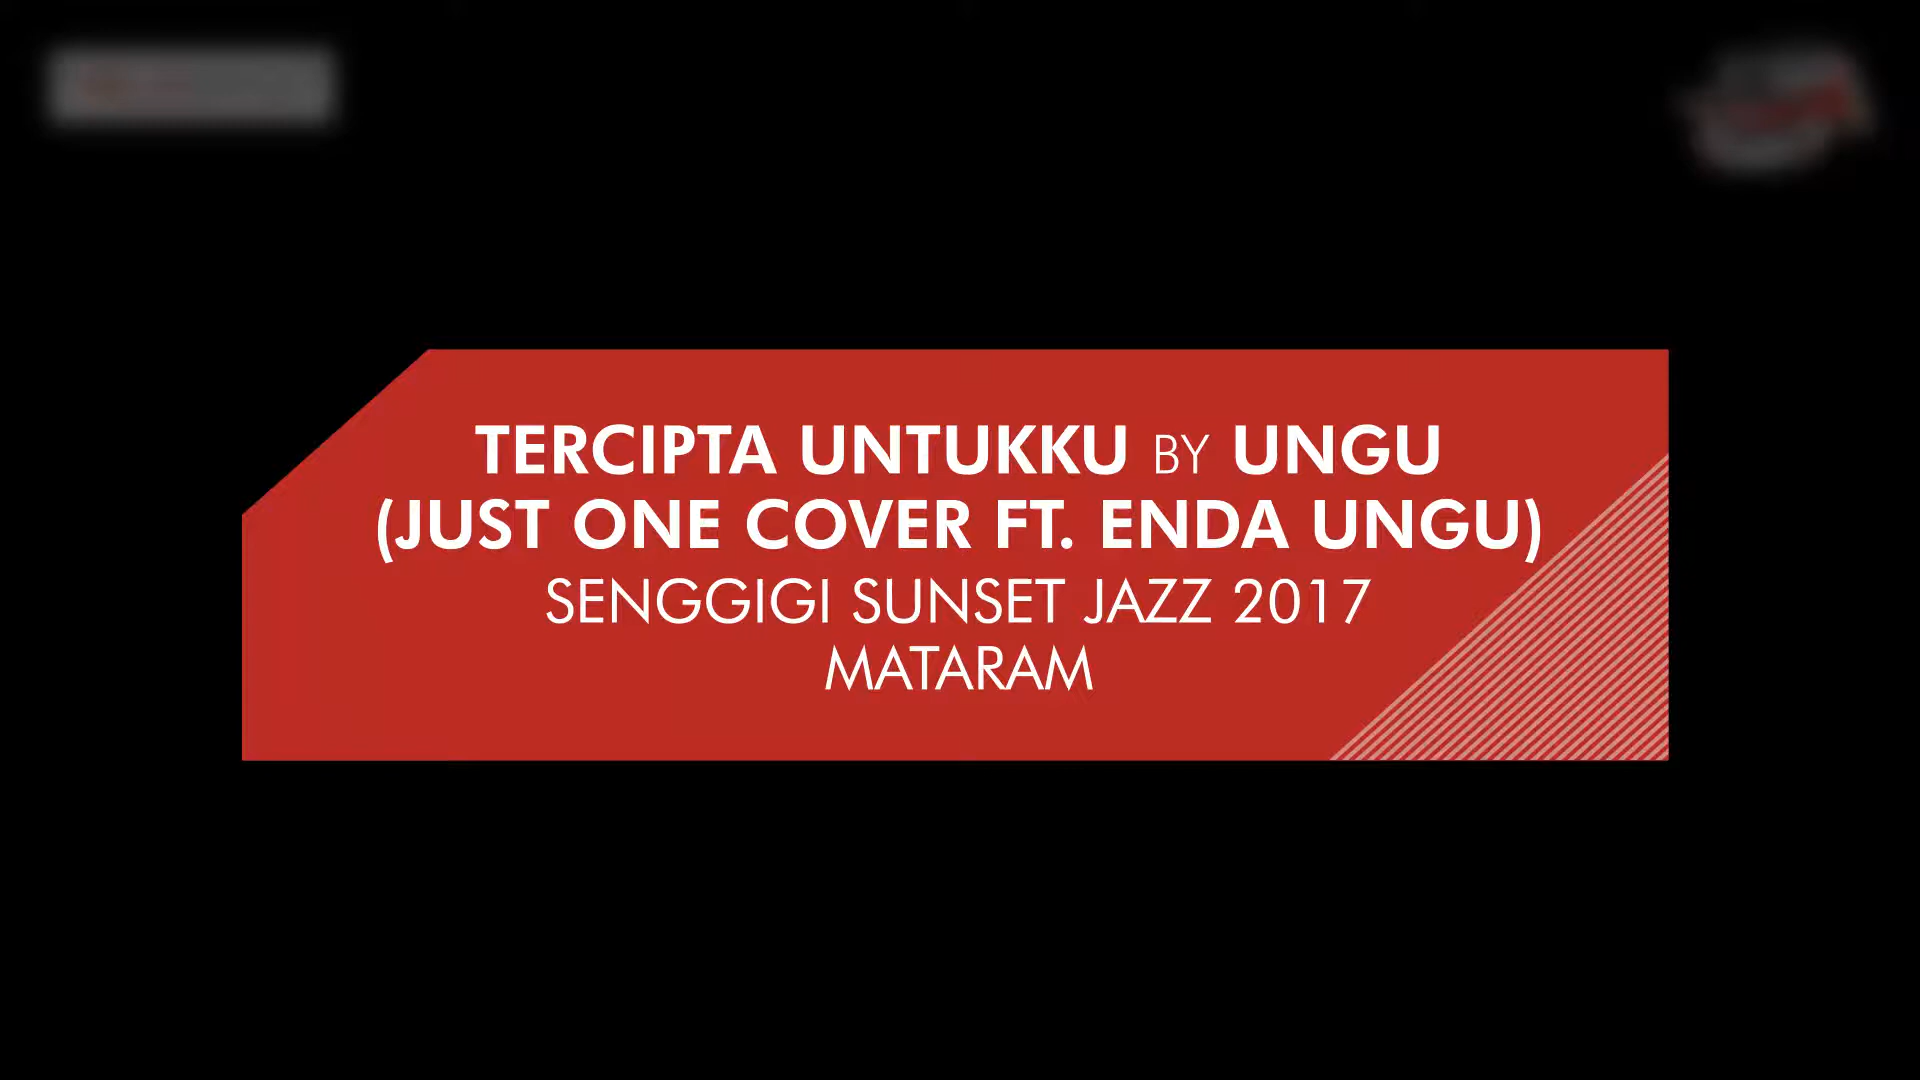 TERCIPTA UNTUKKU BY UNGU
(JUST ONE COVER FT. ENDA UNGU)
SENGGIGI SUNSET JAZZ 2017
MATARAM